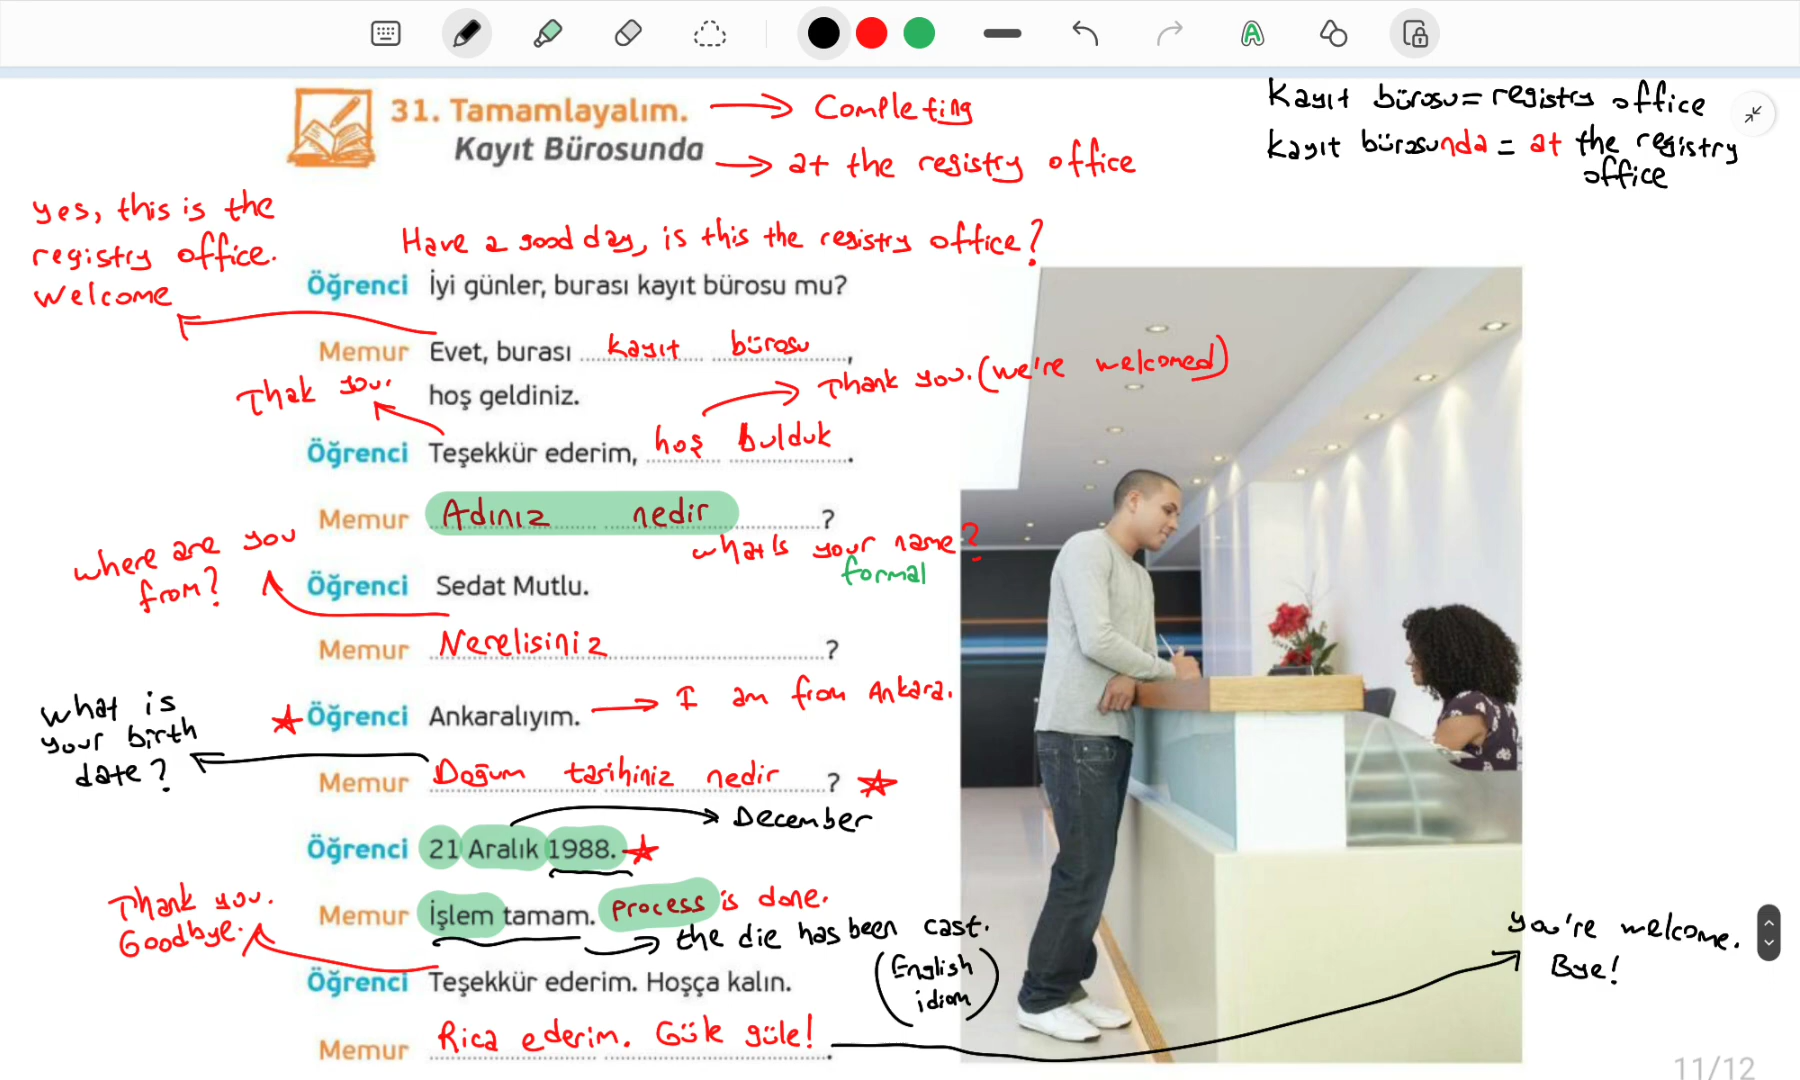 31. Tamamlayalım. Completing
Kayıt Bürosunda at the registry office
Kayıt bürosu = registry office
kayıt bürosunda = at the registry
office
yes, this is the
registry office.
Welcome
Have a good day, is this the registry office?
Öğrenci İyi günler, burası kayıt bürosu mu?
Memur Evet, burası kayıt bürosu,
hoş geldiniz.
Thak you.
Thank you. (we're welcomed)
Öğrenci Teşekkür ederim, hoş bulduk.
Memur Adınız nedir ?
what's your name?
formal
where are you
from?
Öğrenci Sedat Mutlu.
Memur Nerelisiniz ?
Öğrenci Ankaralıyım. I am from Ankara.
what is
your birth
date?
Memur Doğum tarihiniz nedir ?
December
Öğrenci 21 Aralık 1988.
Memur İşlem tamam. process is done.
the die has been cast.
(English
idiom)
Thank you.
Goodbye.
Öğrenci Teşekkür ederim. Hoşça kalın.
Memur Rica ederim. Güle güle! .
you're welcome.
Bye!
11/12